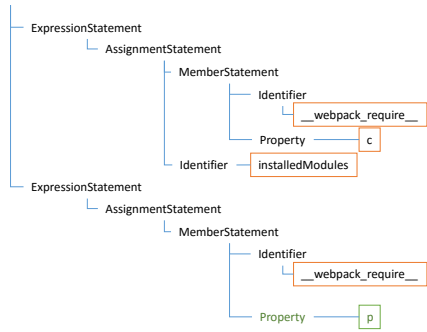 ExpressionStatement
AssignmentStatement
MemberStatement
Identifier
__webpack_require__
Property c
Identifier installedModules
ExpressionStatement
AssignmentStatement
MemberStatement
Identifier
__webpack_require__
Property p